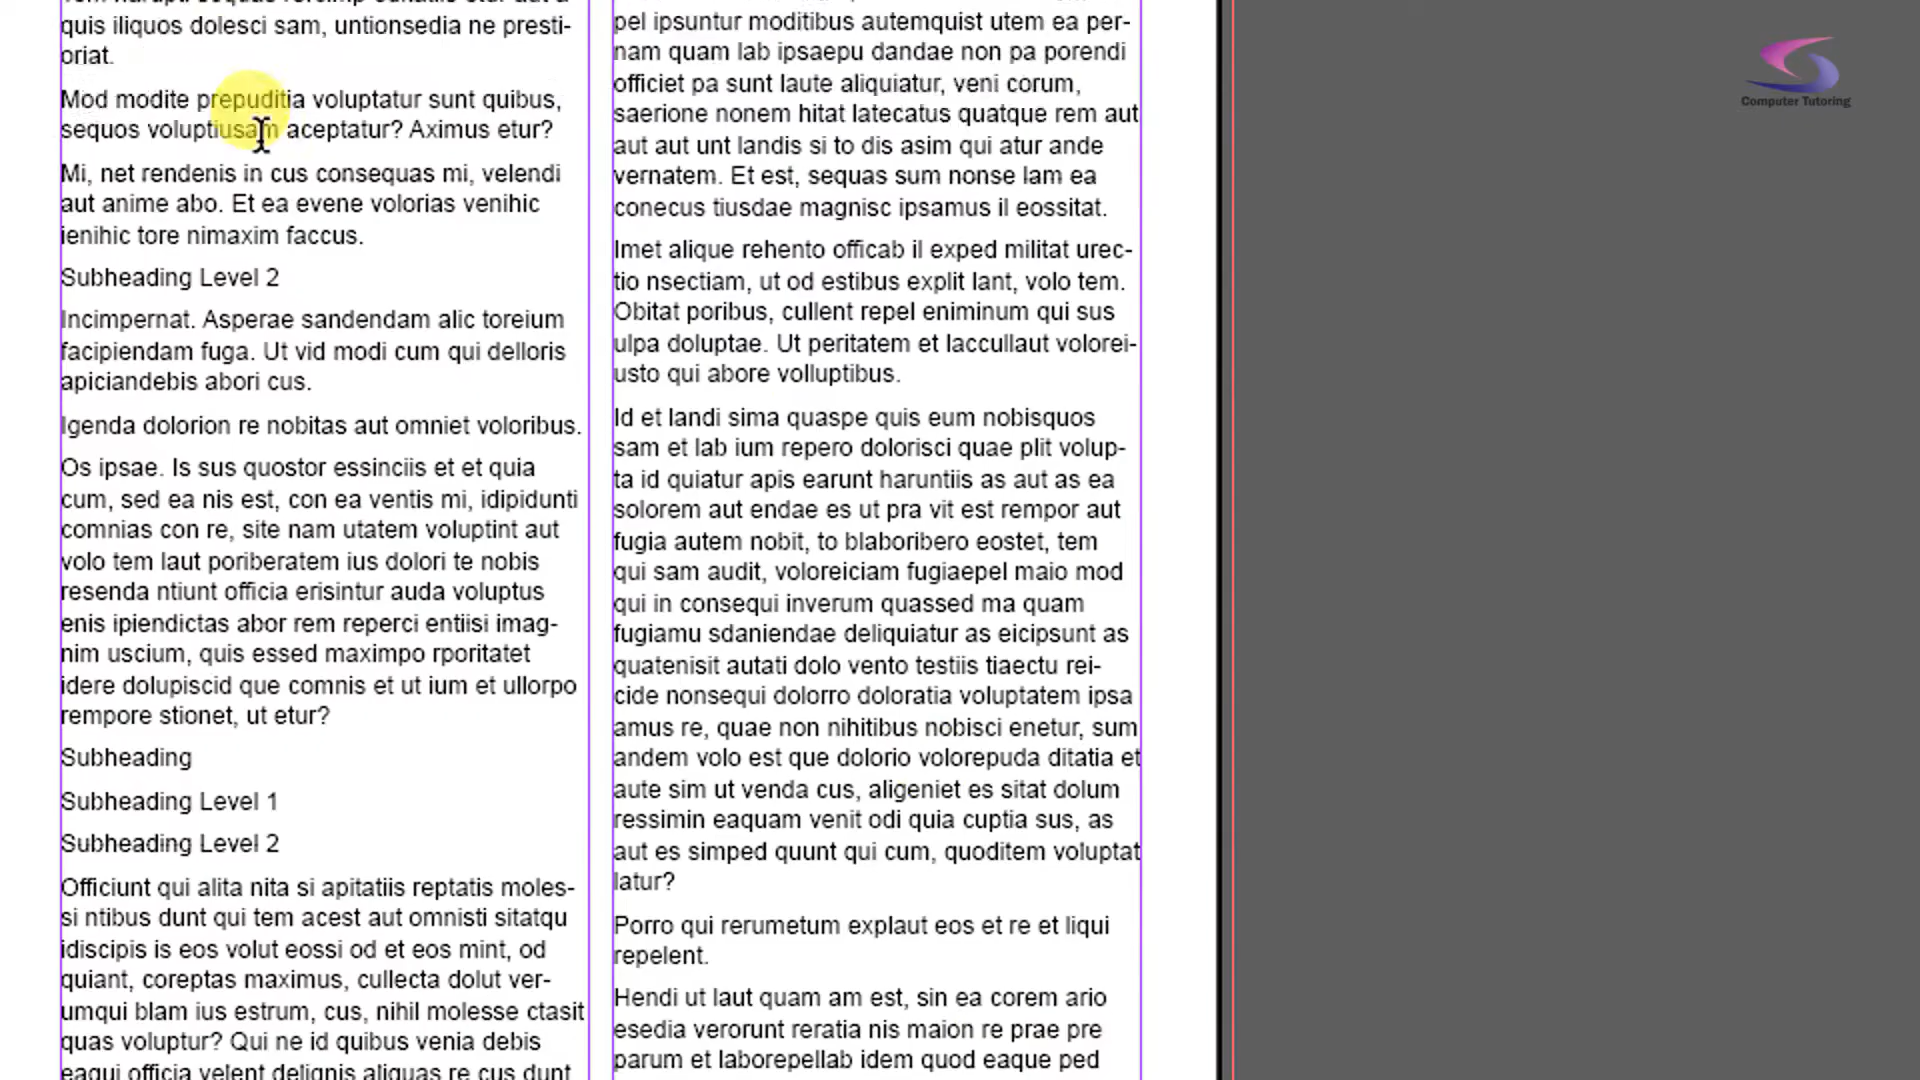 quis iliquos dolesci sam, untionsedia ne presti-
oriat.
Mod modite prepuditia voluptatur sunt quibus,
sequos voluptiusam aceptatur? Aximus etur?
Mi, net rendenis in cus consequas mi, velendi
aut anime abo. Et ea evene volorias venihic
ienihic tore nimaxim faccus.
Subheading Level 2
Incimpernat. Asperae sandendam alic toreium
facipiendam fuga. Ut vid modi cum qui delloris
apiciandebis abori cus.
Igenda dolorion re nobitas aut omniet voloribus.
Os ipsae. Is sus quostor essinciis et et quia
cum, sed ea nis est, con ea ventis mi, idipidunti
comnias con re, site nam utatem voluptint aut
volo tem laut poriberatem ius dolori te nobis
resenda ntiunt officia erisintur auda voluptus
enis ipiendictas abor rem reperci entiisi imag-
nim uscium, quis essed maximpo rporitatet
idere dolupiscid que comnis et ut ium et ullorpo
rempore stionet, ut etur?
Subheading
Subheading Level 1
Subheading Level 2
Officiunt qui alita nita si apitatiis reptatis moles-
si ntibus dunt qui tem acest aut omnisti sitatqu
idiscipis is eos volut eossi od et eos mint, od
quiant, coreptas maximus, cullecta dolut ver-
umqui blam ius estrum, cus, nihil molesse ctasit
quas voluptur? Qui ne id quibus venia debis
eaqui officia velent delignis aliquas re cus dunt
pel ipsuntur moditibus autemquist utem ea per-
nam quam lab ipsaepu dandae non pa porendi
officiet pa sunt laute aliquiatur, veni corum,
saerione nonem hitat latecatus quatque rem aut
aut aut unt landis si to dis asim qui atur ande
vernatem. Et est, sequas sum nonse lam ea
conecus tiusdae magnisc ipsamus il eossitat.
Imet alique rehento officab il exped militat urec-
tio nsectiam, ut od estibus explit lant, volo tem.
Obitat poribus, cullent repel eniminum qui sus
ulpa doluptae. Ut peritatem et laccullaut volorei-
usto qui abore volluptibus.
Id et landi sima quaspe quis eum nobisquos
sam et lab ium repero dolorisci quae plit volup-
ta id quiatur apis earunt haruntiis as aut as ea
solorem aut endae es ut pra vit est rempor aut
fugia autem nobit, to blaboribero eostet, tem
qui sam audit, voloreiciam fugiaepel maio mod
qui in consequi inverum quassed ma quam
fugiamu sdaniendae deliquiatur as eicipsunt as
quatenisit autati dolo vento testiis tiaectu rei-
cide nonsequi dolorro doloratia voluptatem ipsa
amus re, quae non nihitibus nobisci enetur, sum
andem volo est que dolorio volorepuda ditatia et
aute sim ut venda cus, aligeniet es sitat dolum
ressimin eaquam venit odi quia cuptia sus, as
aut es simped quunt qui cum, quoditem voluptat
latur?
Porro qui rerumetum explaut eos et re et liqui
repelent.
Hendi ut laut quam am est, sin ea corem ario
esedia verorunt reratia nis maion re prae pre
parum et laborepellab idem quod eaque ped
Computer Tutoring